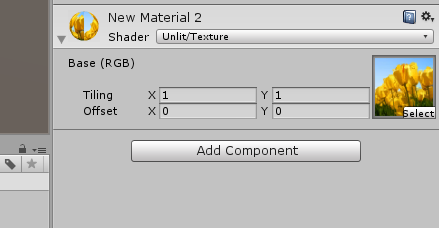 New Material 2
Shader Unlit/Texture
Base (RGB)
Tiling X 1 Y 1
Offset X 0 Y 0
Select
Add Component